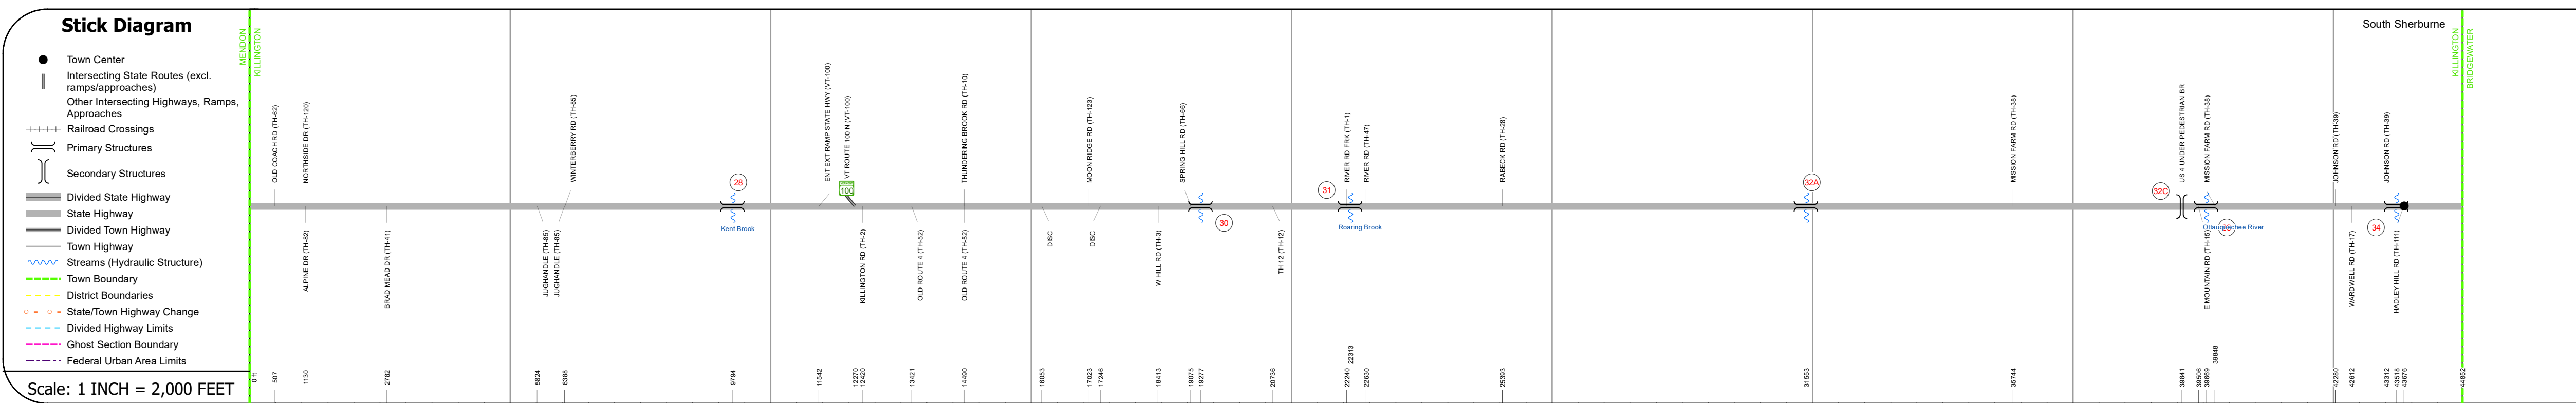 Stick Diagram
Town Center
Intersecting State Routes (excl.
ramps/approaches)
Other Intersecting Highways, Ramps,
Approaches
Railroad Crossings
Primary Structures
Secondary Structures
Divided State Highway
State Highway
Divided Town Highway
Town Highway
Streams (Hydraulic Structure)
Town Boundary
District Boundaries
State/Town Highway Change
Divided Highway Limits
Ghost Section Boundary
Federal Urban Area Limits
Scale: 1 INCH = 2,000 FEET
MENDON
KILLINGTON
South Sherburne
KILLINGTON
BRIDGEWATER
OLD COACH RD (TH-62)
NORTHSIDE DR (TH-120)
WINTERBERRY RD (TH-85)
ENT EXT RAMP STATE HWY (VT-100)
VT ROUTE 100 N (VT-100)
THUNDERING BROOK RD (TH-10)
MOON RIDGE RD (TH-123)
SPRING HILL RD (TH-66)
RIVER RD FRK (TH-1)
RIVER RD (TH-47)
RABECK RD (TH-28)
MISSION FARM RD (TH-38)
US 4 UNDER PEDESTRIAN BR
MISSION FARM RD (TH-38)
JOHNSON RD (TH-39)
JOHNSON RD (TH-39)
28
100
30
31
32A
32C
34
Kent Brook
Roaring Brook
Ottauquechee River
ALPINE DR (TH-82)
BRAD MEAD DR (TH-41)
JUGHANDLE (TH-85)
JUGHANDLE (TH-85)
KILLINGTON RD (TH-2)
OLD ROUTE 4 (TH-52)
OLD ROUTE 4 (TH-52)
DISC
DISC
W HILL RD (TH-3)
TH 12 (TH-12)
E MOUNTAIN RD (TH-15)
WARDWELL RD (TH-17)
HADLEY HILL RD (TH-111)
0 ft
507
1130
2782
5824
6388
9794
11542
12270
12420
13421
14490
16053
17023
17246
18413
19075
19277
20736
22240
22313
22630
25393
31553
35744
39841
39506
39669
39848
42280
42612
43312
43518
43676
44852